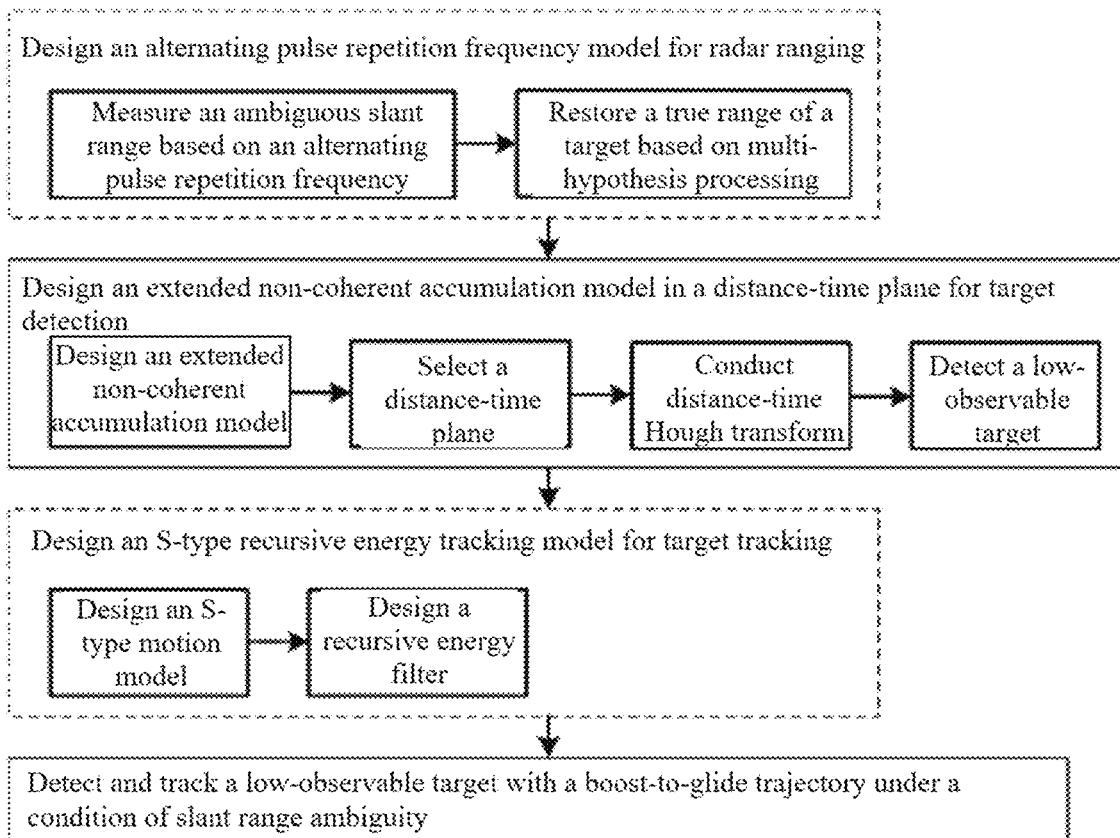 Design an alternating pulse repetition frequency model for radar ranging
Measure an ambiguous slant
range based on an alternating
pulse repetition frequency
Restore a true range of a
target based on multi-
hypothesis processing
Design an extended non-coherent accumulation model in a distance-time plane for target
detection
Design an extended
non-coherent
accumulation model
Select a
distance-time
plane
Conduct
distance-time
Hough transform
Detect a low-
observable
target
Design an S-type recursive energy tracking model for target tracking
Design an S-
type motion
model
Design a
recursive energy
filter
Detect and track a low-observable target with a boost-to-glide trajectory under a
condition of slant range ambiguity